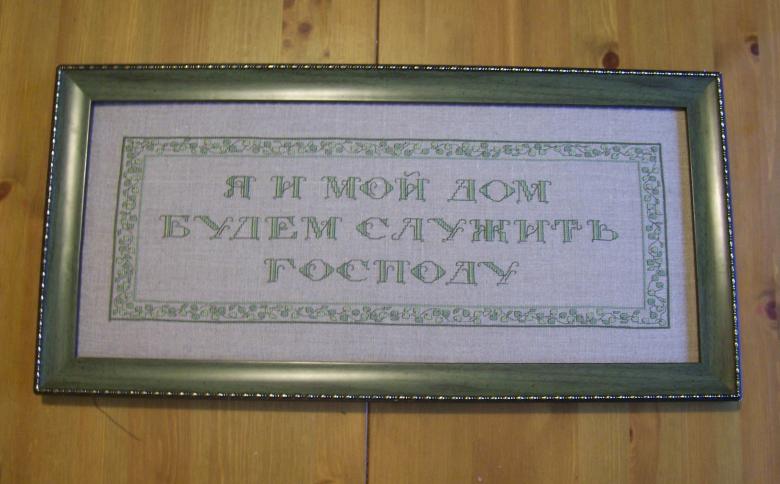 Я И МОЙ ДОМ
БУДЕМ СЛУЖИТЬ
ГОСПОДУ